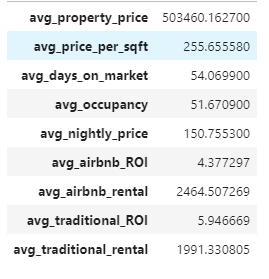 avg_property_price 503460.162700
avg_price_per_sqft 255.655580
avg_days_on_market 54.069900
avg_occupancy 51.670900
avg_nightly_price 150.755300
avg_airbnb_ROI 4.377297
avg_airbnb_rental 2464.507269
avg_traditional_ROI 5.946669
avg_traditional_rental 1991.330805